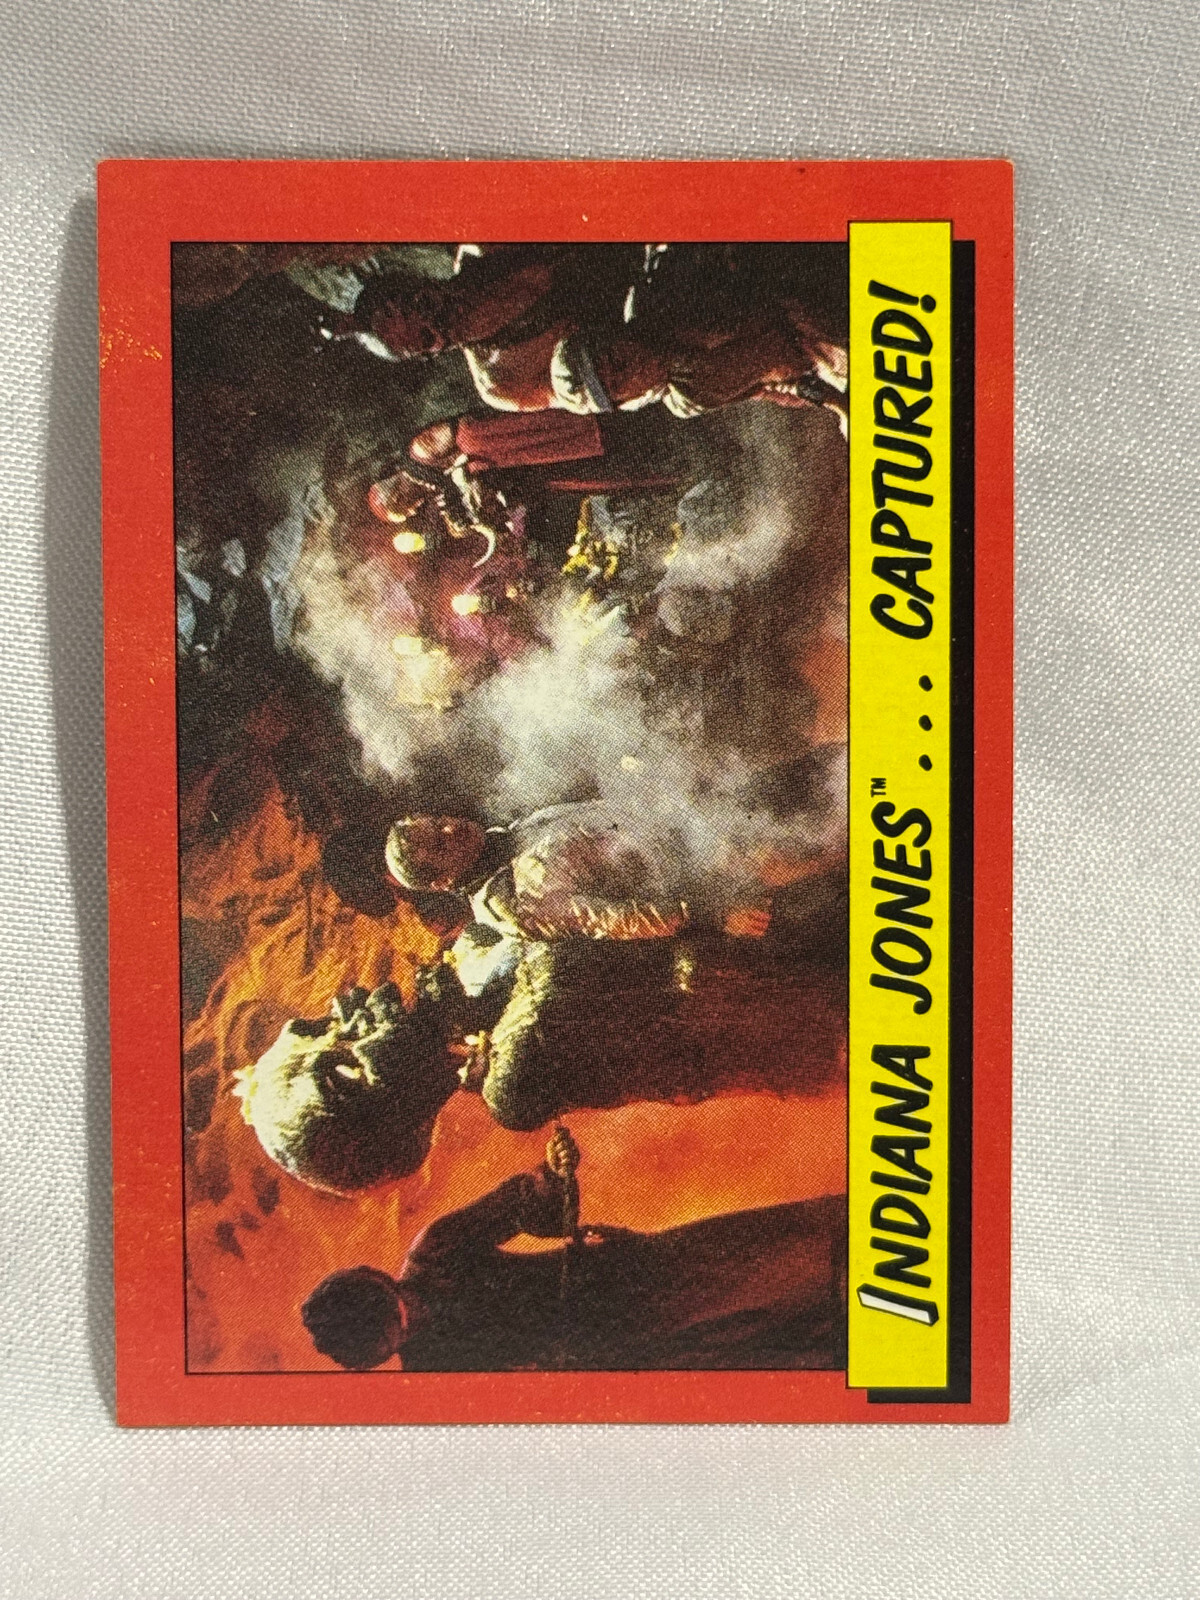 INDIANA JONES™ . . . CAPTURED!